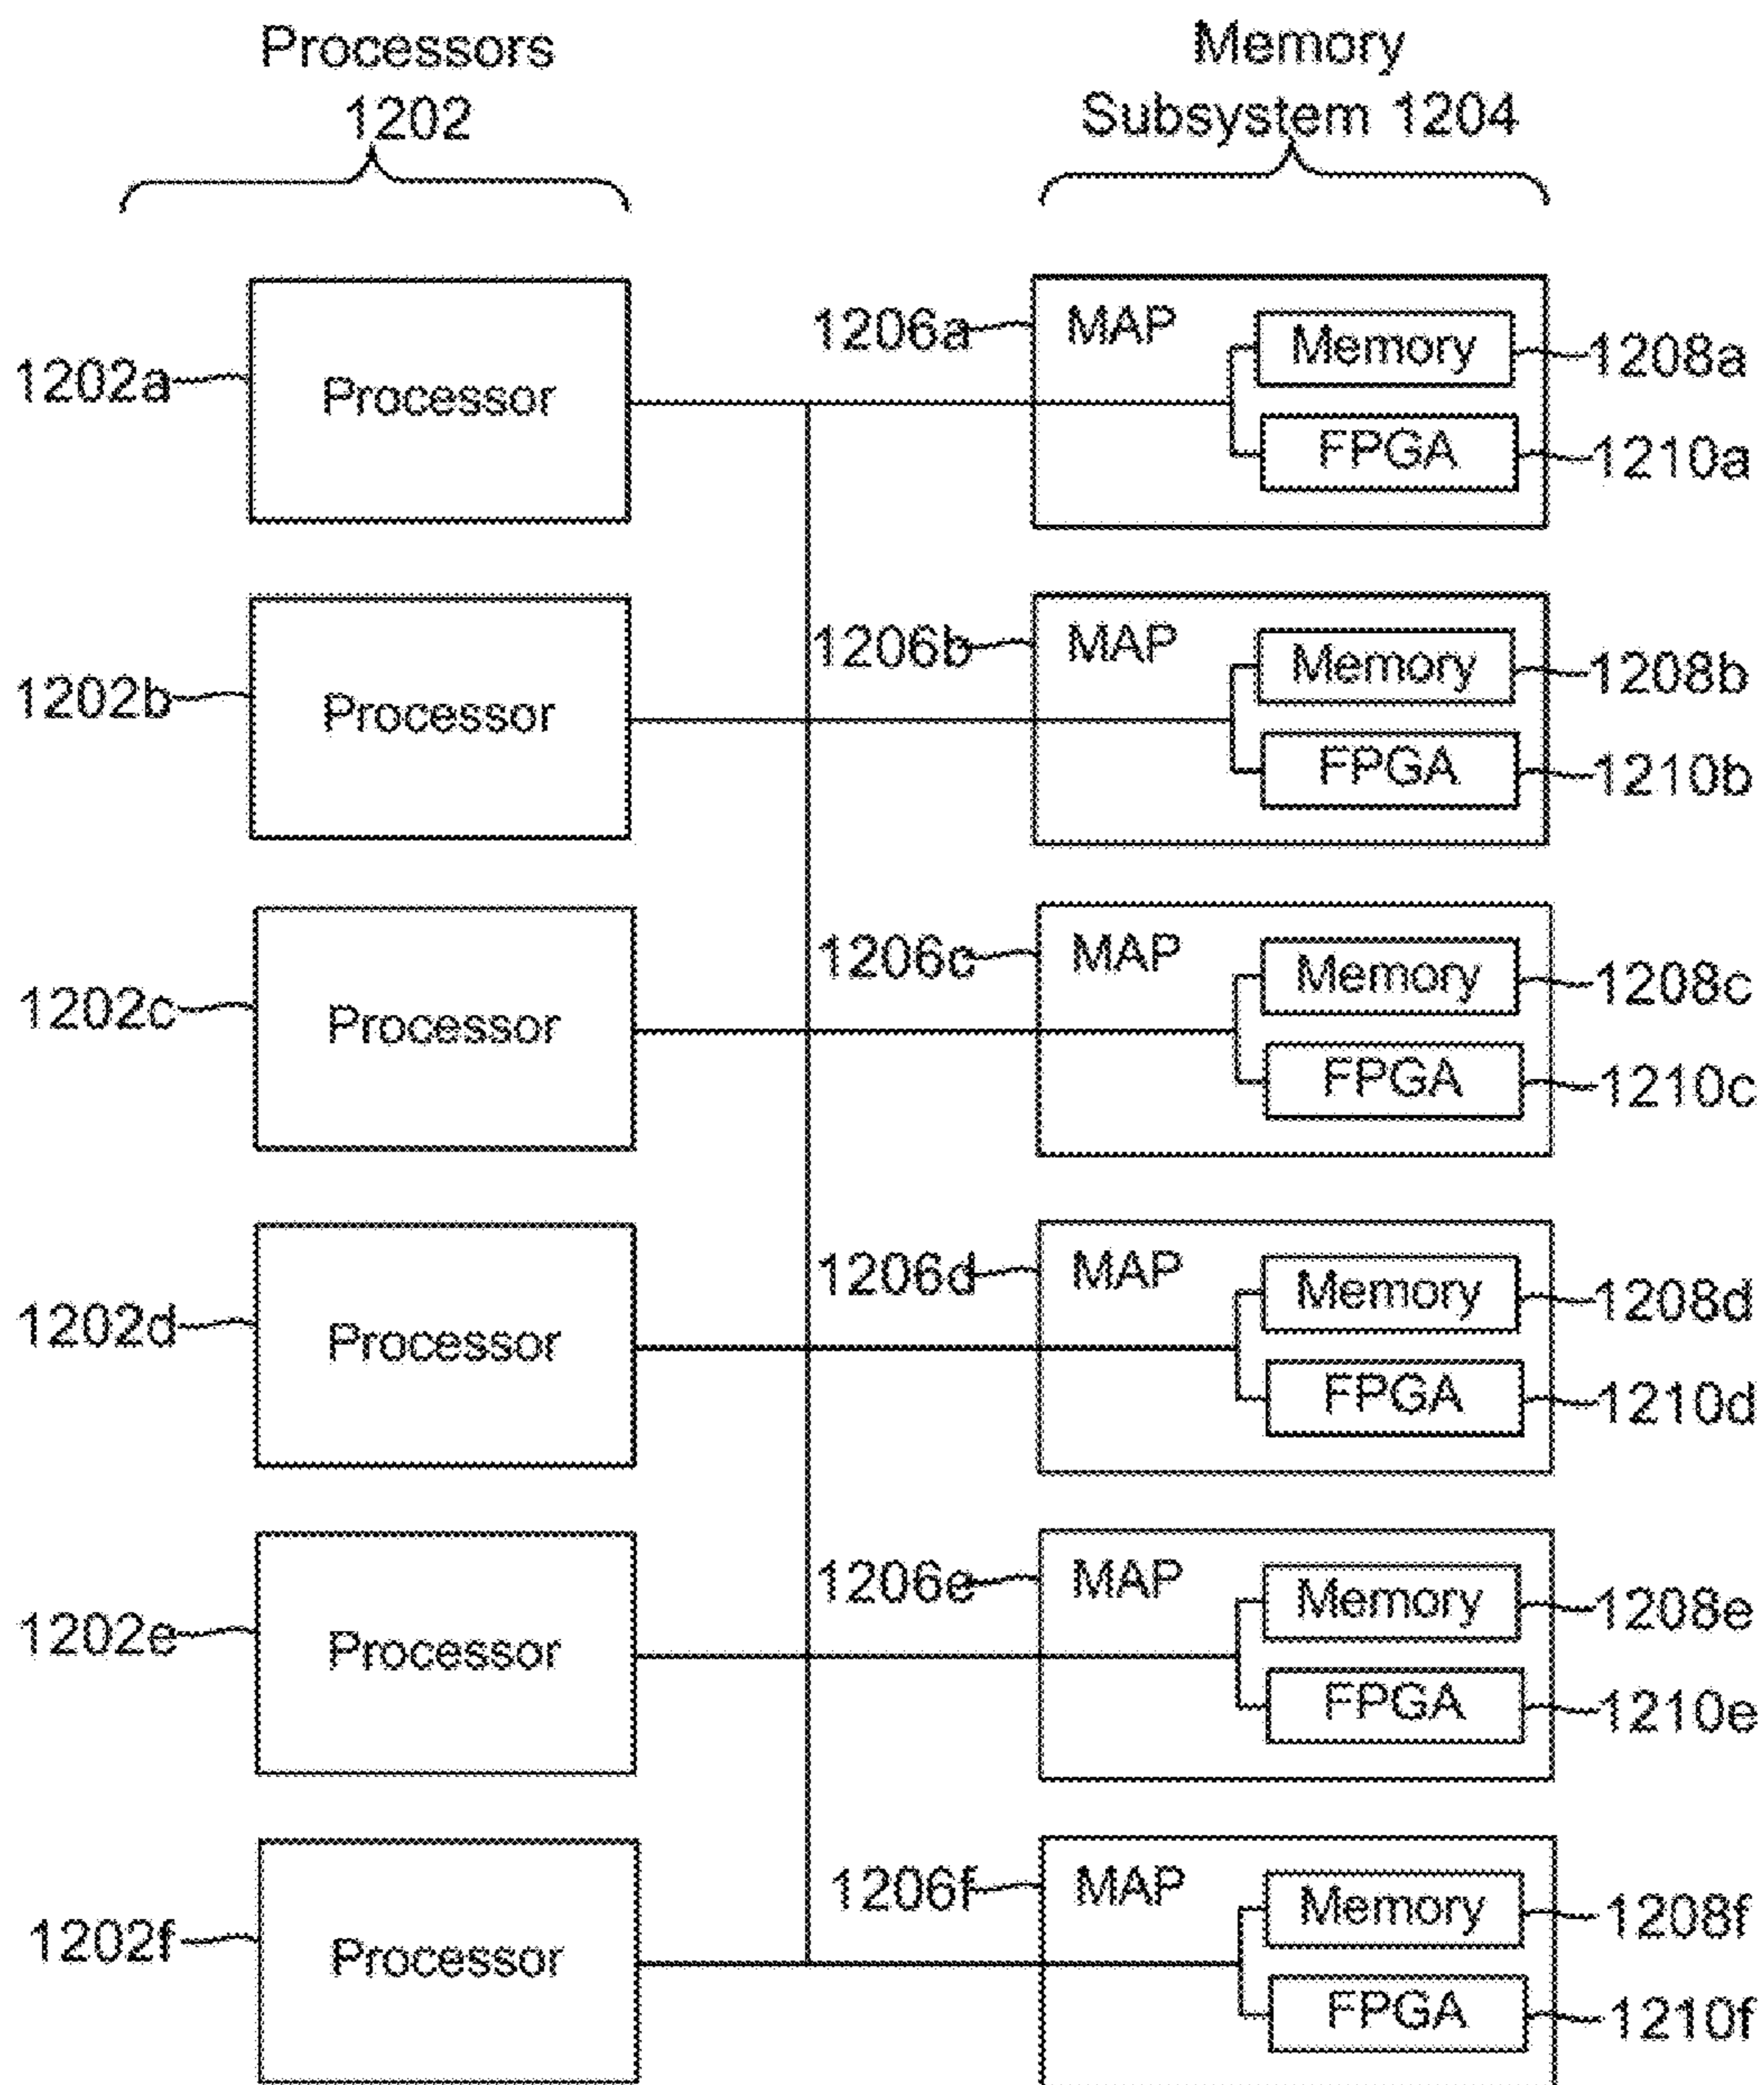 Processors
1202
Memory
Subsystem 1204
1206a
MAP
Memory
1208a
1202a
Processor
FPGA
1210a
1206b
MAP
Memory
1208b
1202b
Processor
FPGA
1210b
1206c
MAP
Memory
1208c
1202c
Processor
FPGA
1210c
1206d
MAP
Memory
1208d
1202d
Processor
FPGA
1210d
1206e
MAP
Memory
1208e
1202e
Processor
FPGA
1210e
1206f
MAP
Memory
1208f
1202f
Processor
FPGA
1210f